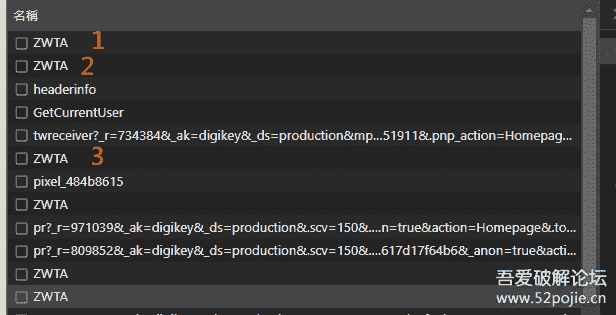 名稱
ZWTA 1
ZWTA 2
headerinfo
GetCurrentUser
twreceiver?_r=734384&_ak=digikey&_ds=production&mp...51911&.pnp_action=Homepag...
ZWTA 3
pixel_484b8615
ZWTA
pr?_r=971039&_ak=digikey&_ds=production&.scv=150&....n=true&action=Homepage&.to...
pr?_r=809852&_ak=digikey&_ds=production&.scv=150&....617d17f64b6&_anon=true&acti...
ZWTA
ZWTA
吾爱破解论坛
www.52pojie.cn